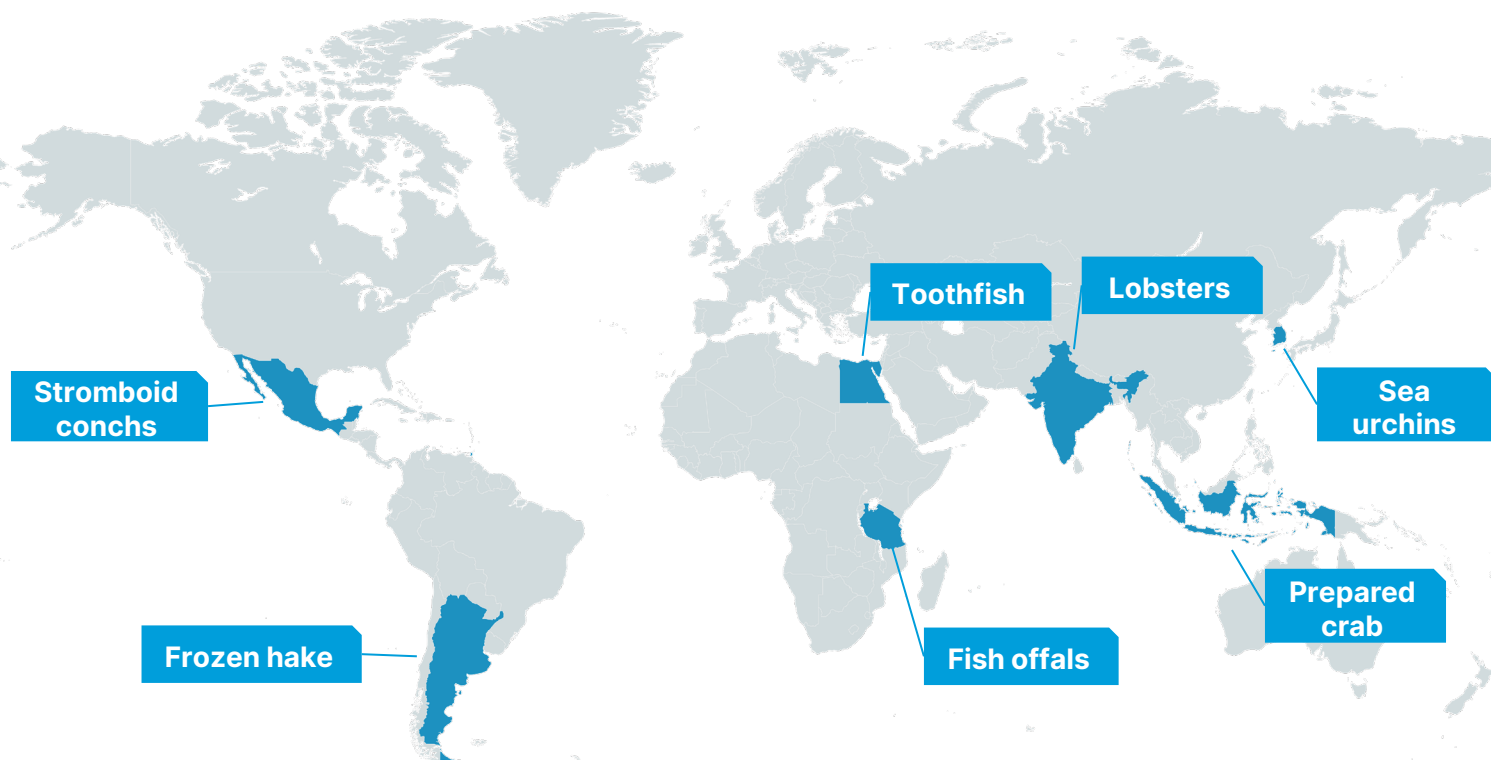 Toothfish
Lobsters
Stromboid
conchs
Sea
urchins
Prepared
crab
Frozen hake
Fish offals